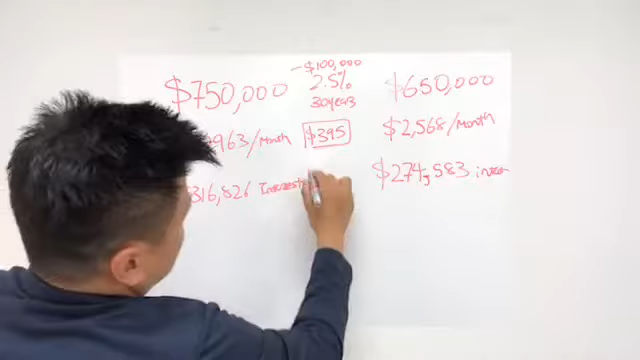 -$100,000
$750,000 2.5% $650,000
30years
963/Month $395 $2,568/Month
316,826 Interest $274,583